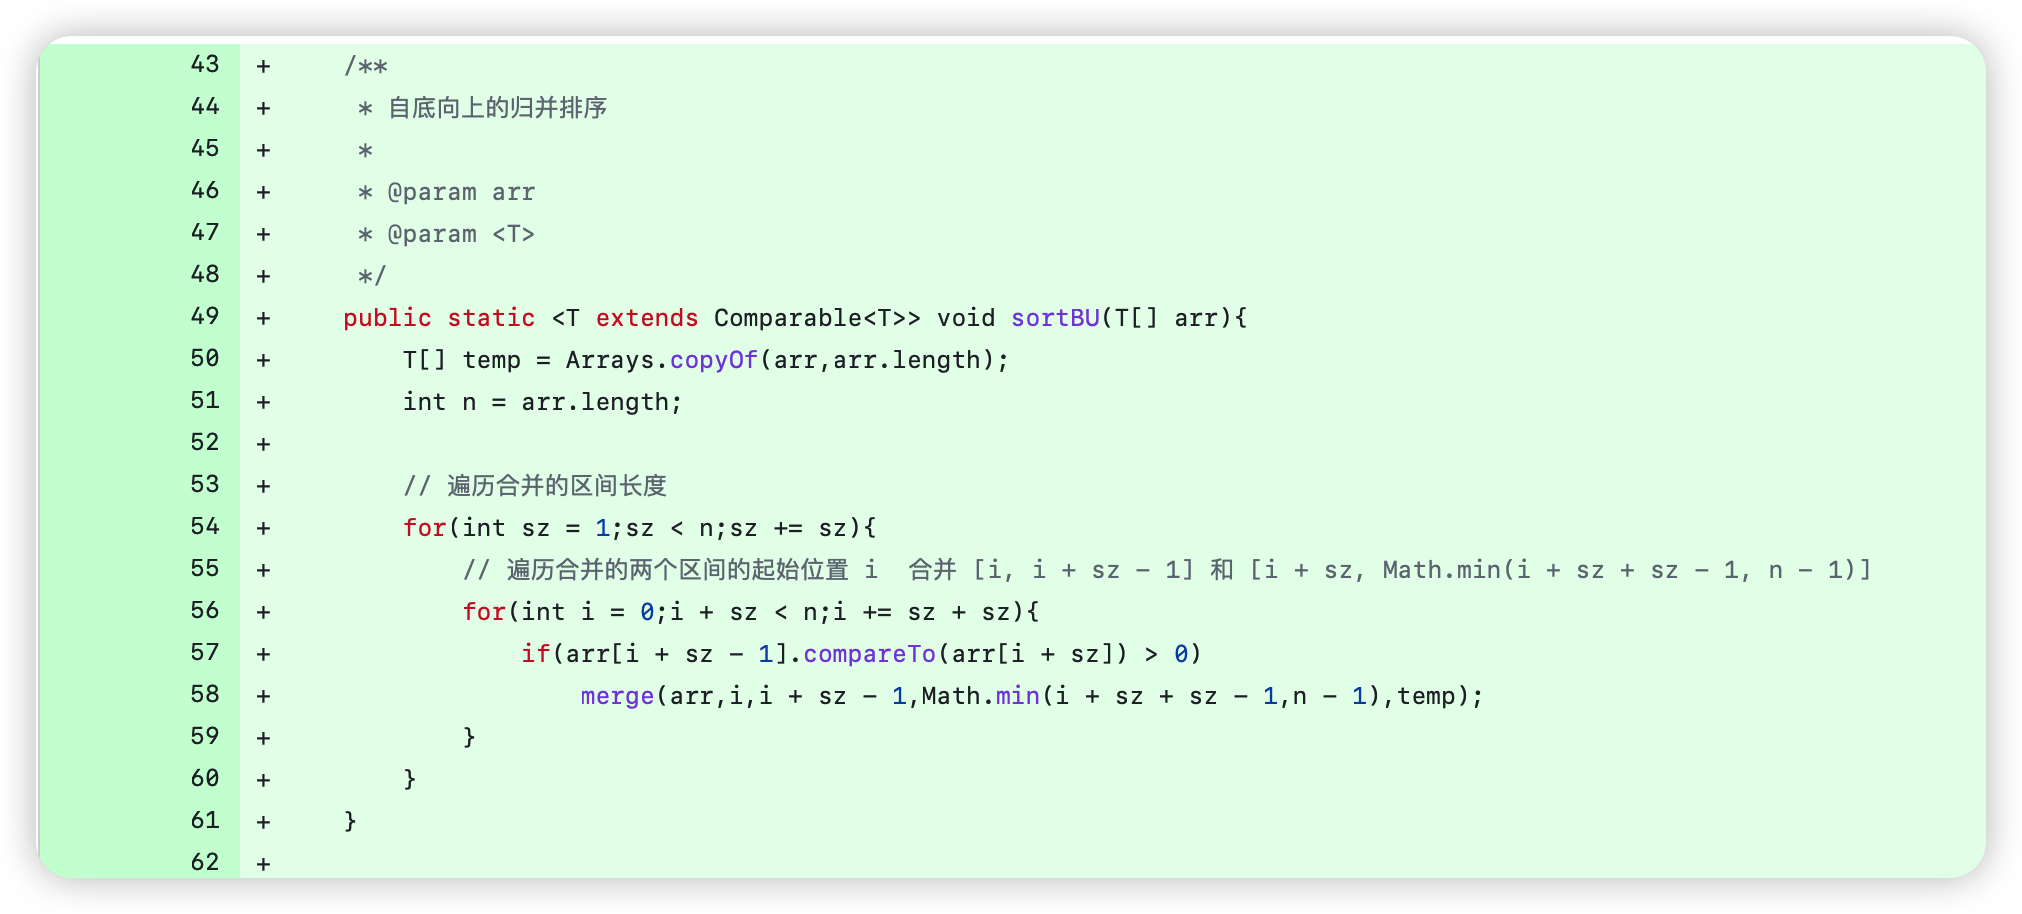 43 + /**
44 + * 自底向上的归并排序
45 + *
46 + * @param arr
47 + * @param <T>
48 + */
49 + public static <T extends Comparable<T>> void sortBU(T[] arr){
50 + T[] temp = Arrays.copyOf(arr,arr.length);
51 + int n = arr.length;
52 +
53 + // 遍历合并的区间长度
54 + for(int sz = 1;sz < n;sz += sz){
55 + // 遍历合并的两个区间的起始位置 i  合并 [i, i + sz - 1] 和 [i + sz, Math.min(i + sz + sz - 1, n - 1)]
56 + for(int i = 0;i + sz < n;i += sz + sz){
57 + if(arr[i + sz - 1].compareTo(arr[i + sz]) > 0)
58 + merge(arr,i,i + sz - 1,Math.min(i + sz + sz - 1,n - 1),temp);
59 + }
60 + }
61 + }
62 +